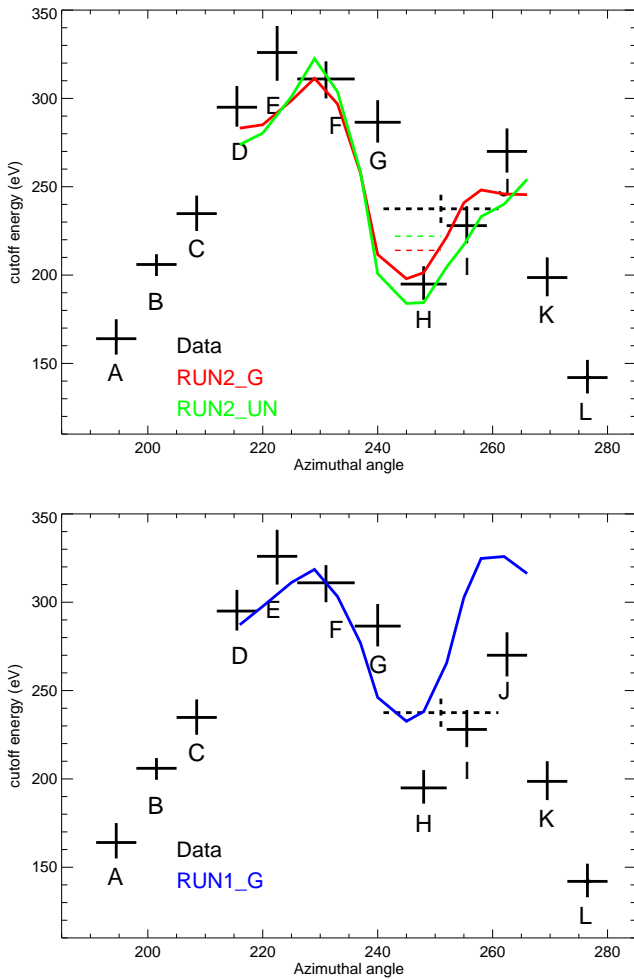 350
300
250
200
150
cutoff energy (eV)
A
B
C
D
E
F
G
H
I
J
K
L
Data
RUN2_G
RUN2_UN
200
220
240
260
280
Azimuthal angle
350
300
250
200
150
cutoff energy (eV)
A
B
C
D
E
F
G
H
I
J
K
L
Data
RUN1_G
200
220
240
260
280
Azimuthal angle